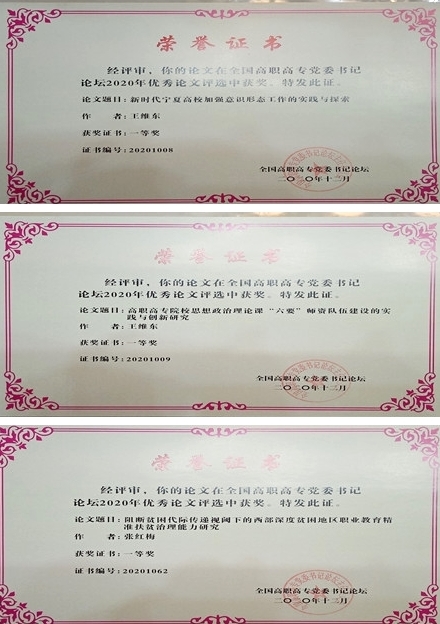 荣誉证书
经评审，你的论文在全国高职高专党委书记
论坛2020年优秀论文评选中获奖。特发此证。
论文题目：新时代宁夏高校加强意识形态工作的实践与探索
作 者：王维东
获奖证书：一等奖
证书编号：20201008
全国高职高专党委书记论坛
二〇二〇年十二月
荣誉证书
经评审，你的论文在全国高职高专党委书记
论坛2020年优秀论文评选中获奖。特发此证。
论文题目：高职高专院校思想政治理论课“六要”师资队伍建设的实
践与创新研究
作 者：王维东
获奖证书：一等奖
证书编号：20201009
全国高职高专党委书记论坛
二〇二〇年十二月
荣誉证书
经评审，你的论文在全国高职高专党委书记
论坛2020年优秀论文评选中获奖。特发此证。
论文题目：阻断贫困代际传递视阈下的西部深度贫困地区职业教育精
准扶贫治理能力研究
作 者：张红梅
获奖证书：一等奖
证书编号：20201062
全国高职高专党委书记论坛
二〇二〇年十二月